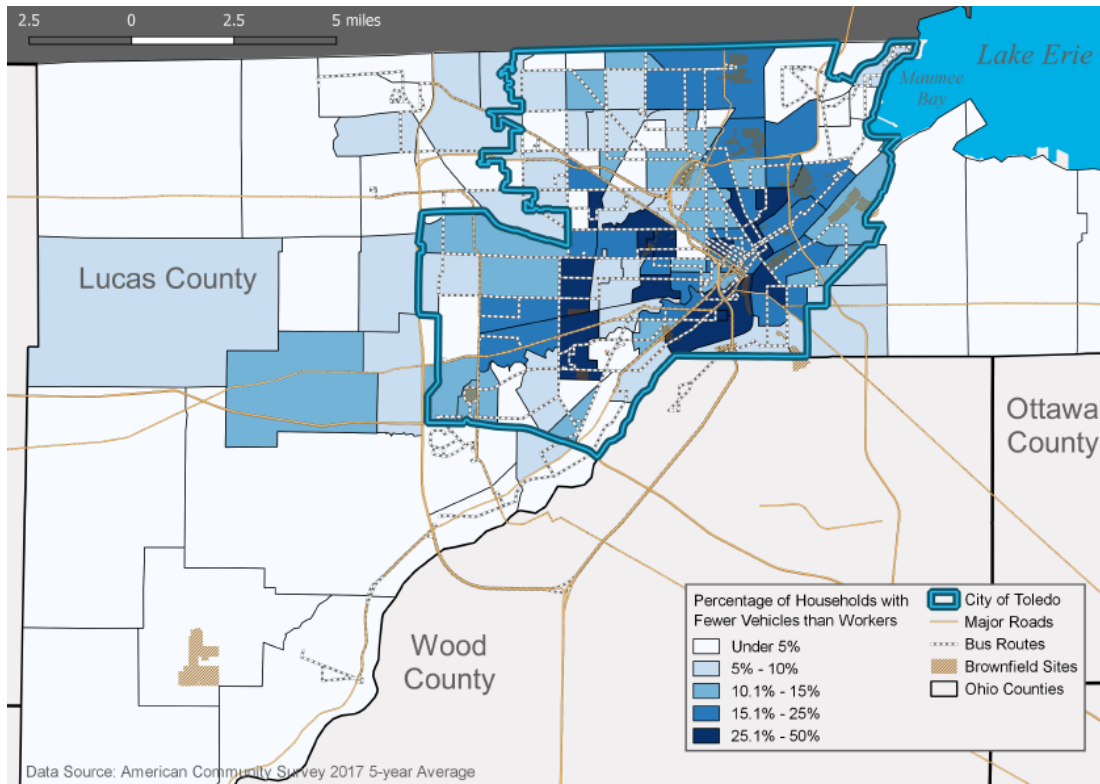 2.5 0 2.5 5 miles
Lake Erie
Maumee
Bay
Lucas County
Ottawa
County
Wood
County
Percentage of Households with
Fewer Vehicles than Workers
Under 5%
5% - 10%
10.1% - 15%
15.1% - 25%
25.1% - 50%
City of Toledo
Major Roads
Bus Routes
Brownfield Sites
Ohio Counties
Data Source: American Community Survey 2017 5-year Average